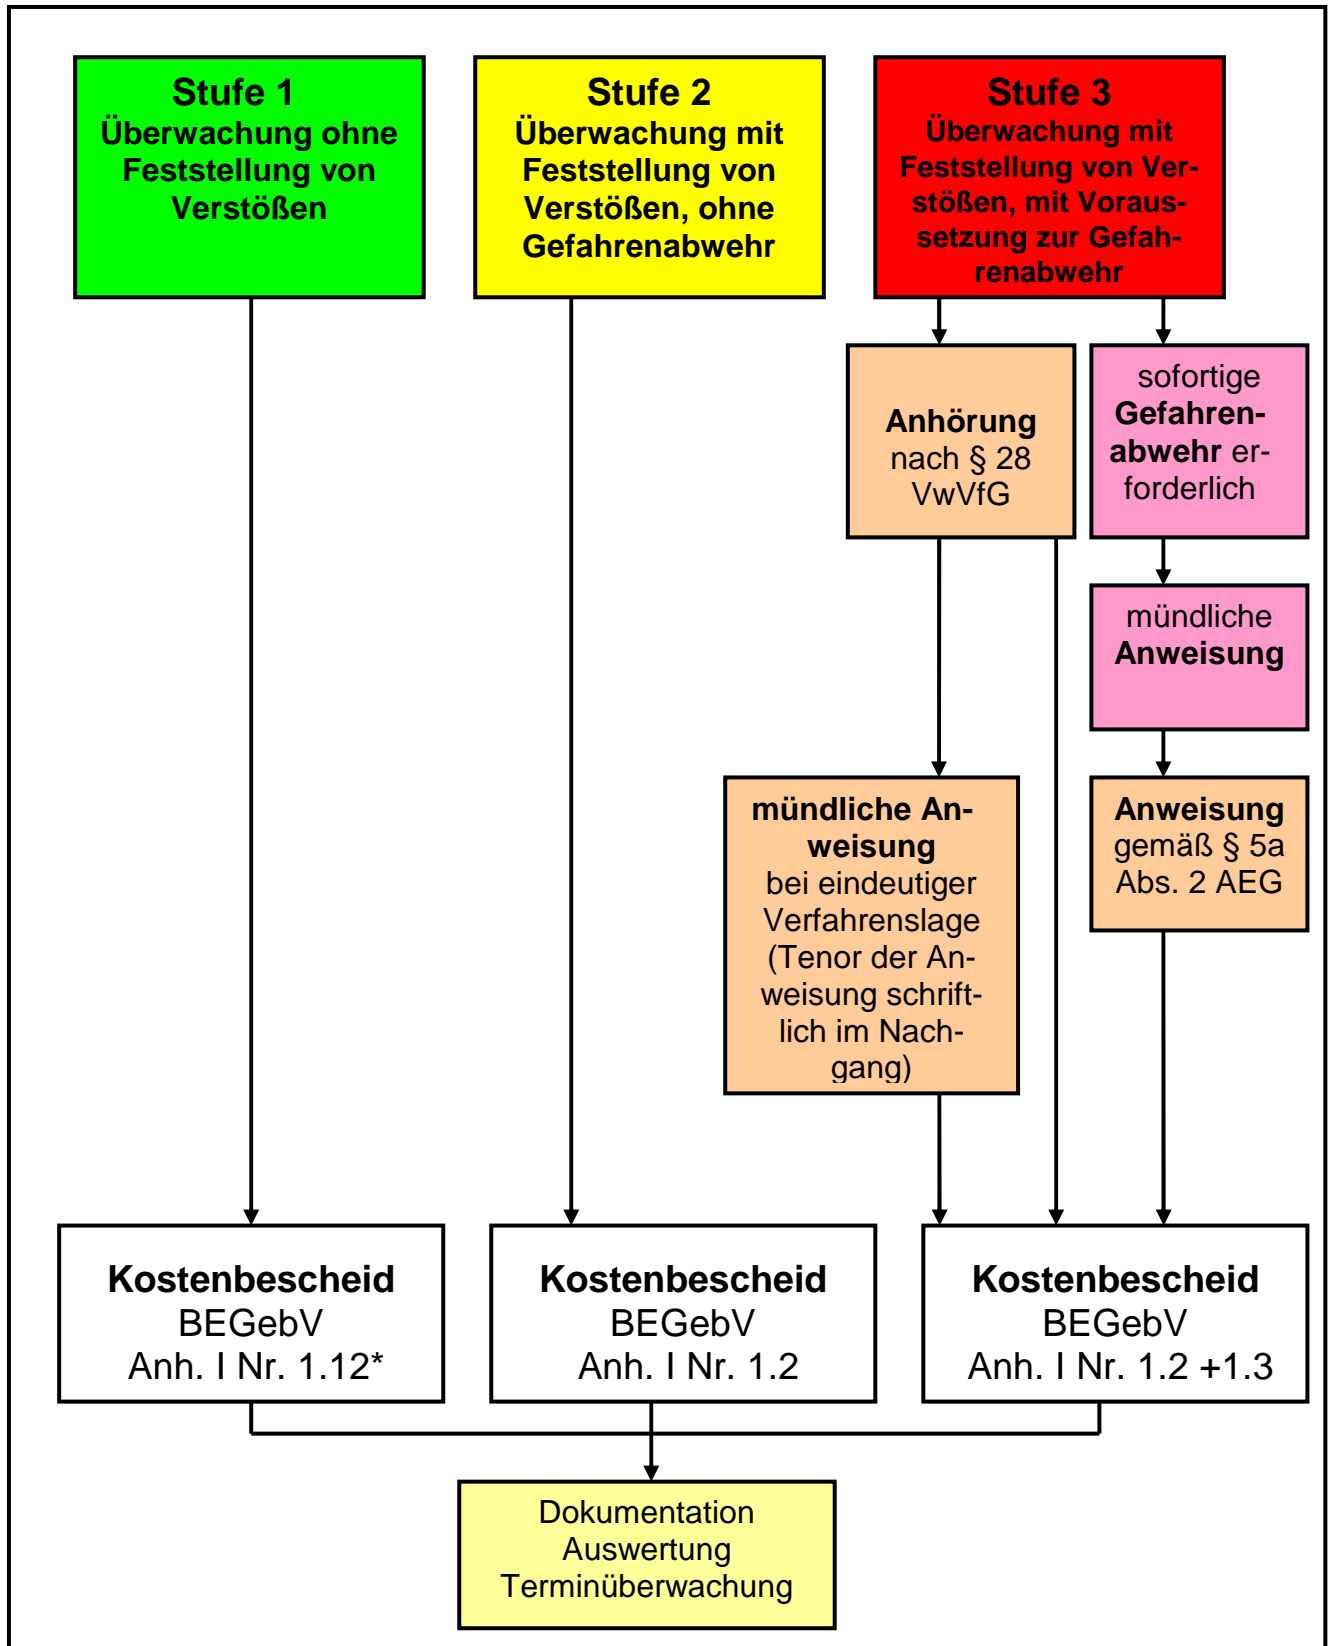 Stufe 1
Überwachung ohne
Feststellung von
Verstößen
Stufe 2
Überwachung mit
Feststellung von
Verstößen, ohne
Gefahrenabwehr
Stufe 3
Überwachung mit
Feststellung von Ver-
stößen, mit Voraus-
setzung zur Gefah-
renabwehr
Anhörung
nach § 28
VwVfG
sofortige
Gefahren-
abwehr er-
forderlich
mündliche
Anweisung
mündliche An-
weisung
bei eindeutiger
Verfahrenslage
(Tenor der An-
weisung schrift-
lich im Nach-
gang)
Anweisung
gemäß § 5a
Abs. 2 AEG
Kostenbescheid
BEGebV
Anh. I Nr. 1.12*
Kostenbescheid
BEGebV
Anh. I Nr. 1.2
Kostenbescheid
BEGebV
Anh. I Nr. 1.2 +1.3
Dokumentation
Auswertung
Terminüberwachung